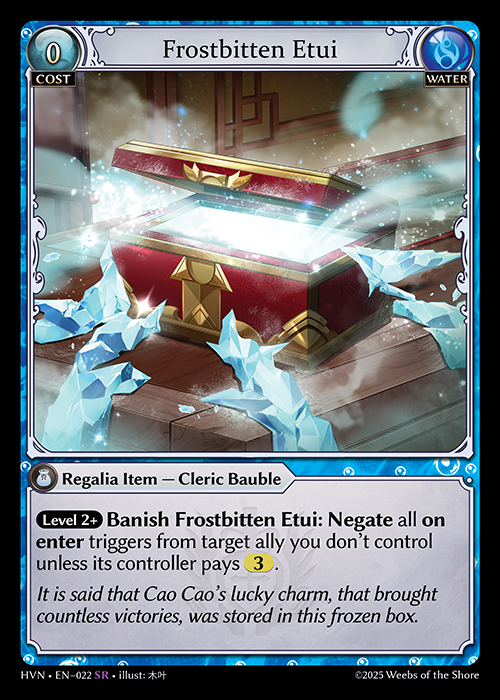 0
COST
Frostbitten Etui
WATER
Regalia Item — Cleric Bauble
Level 2+ Banish Frostbitten Etui: Negate all on
enter triggers from target ally you don't control
unless its controller pays 3.
It is said that Cao Cao's lucky charm, that brought
countless victories, was stored in this frozen box.
HVN • EN-022 SR • illust: 木叶
©2025 Weebs of the Shore